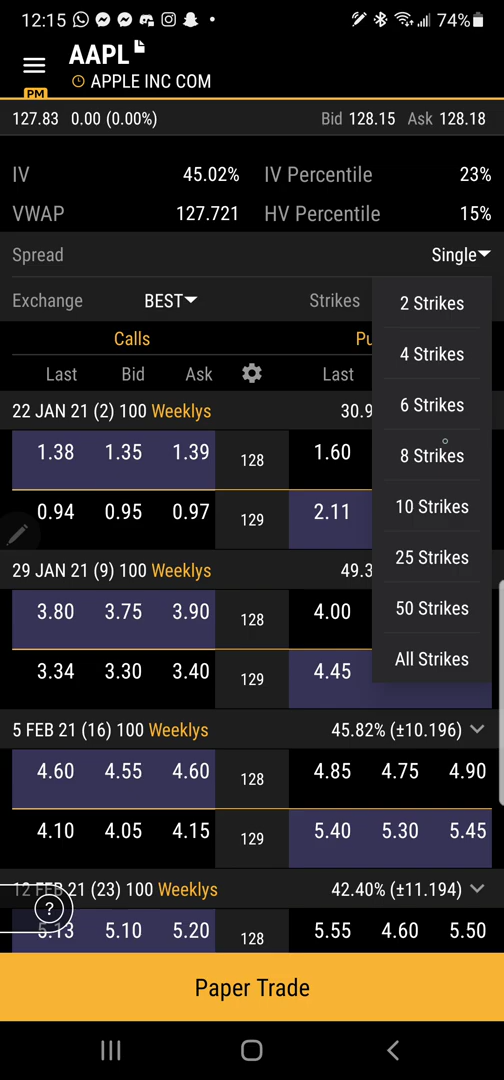 12:15 74%
AAPL
APPLE INC COM
PM
127.83 0.00 (0.00%) Bid 128.15 Ask 128.18
IV 45.02% IV Percentile 23%
VWAP 127.721 HV Percentile 15%
Spread Single
Exchange BEST Strikes
2 Strikes
4 Strikes
6 Strikes
8 Strikes
10 Strikes
25 Strikes
50 Strikes
All Strikes
Calls Pu
Last Bid Ask Last
22 JAN 21 (2) 100 Weeklys 30.9
1.38 1.35 1.39 128 1.60
0.94 0.95 0.97 129 2.11
29 JAN 21 (9) 100 Weeklys 49.3
3.80 3.75 3.90 128 4.00
3.34 3.30 3.40 129 4.45
5 FEB 21 (16) 100 Weeklys 45.82% (±10.196)
4.60 4.55 4.60 128 4.85 4.75 4.90
4.10 4.05 4.15 129 5.40 5.30 5.45
12 FEB 21 (23) 100 Weeklys 42.40% (±11.194)
?
5.13 5.10 5.20 128 5.55 4.60 5.50
Paper Trade